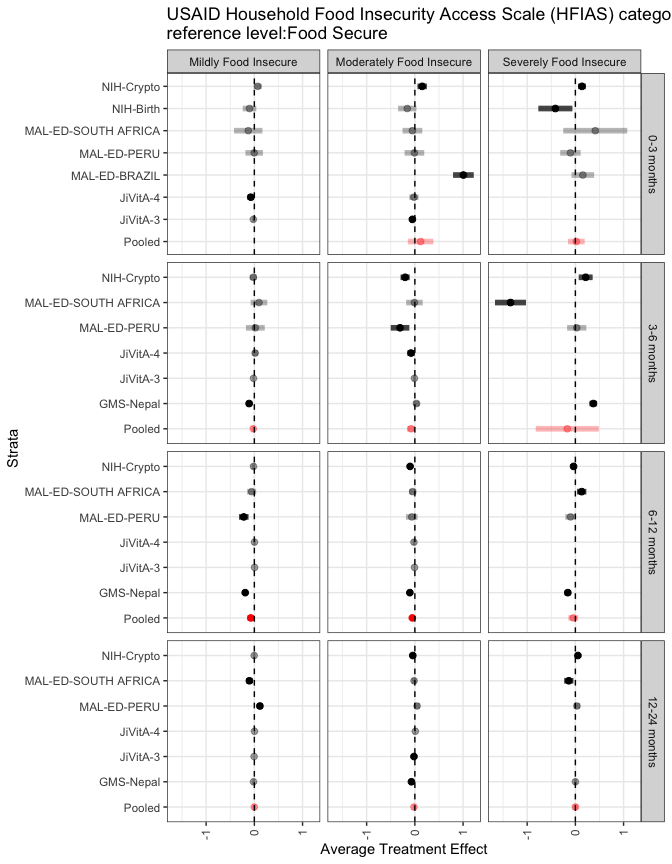 USAID Household Food Insecurity Access Scale (HFIAS) catego
reference level:Food Secure
Mildly Food Insecure
Moderately Food Insecure
Severely Food Insecure
NIH-Crypto
NIH-Birth
MAL-ED-SOUTH AFRICA
MAL-ED-PERU
MAL-ED-BRAZIL
JiVitA-4
JiVitA-3
Pooled
0-3 months
NIH-Crypto
MAL-ED-SOUTH AFRICA
MAL-ED-PERU
JiVitA-4
JiVitA-3
GMS-Nepal
Pooled
3-6 months
NIH-Crypto
MAL-ED-SOUTH AFRICA
MAL-ED-PERU
JiVitA-4
JiVitA-3
GMS-Nepal
Pooled
6-12 months
NIH-Crypto
MAL-ED-SOUTH AFRICA
MAL-ED-PERU
JiVitA-4
JiVitA-3
GMS-Nepal
Pooled
12-24 months
Strata
-1 0 1
-1 0 1
-1 0 1
Average Treatment Effect